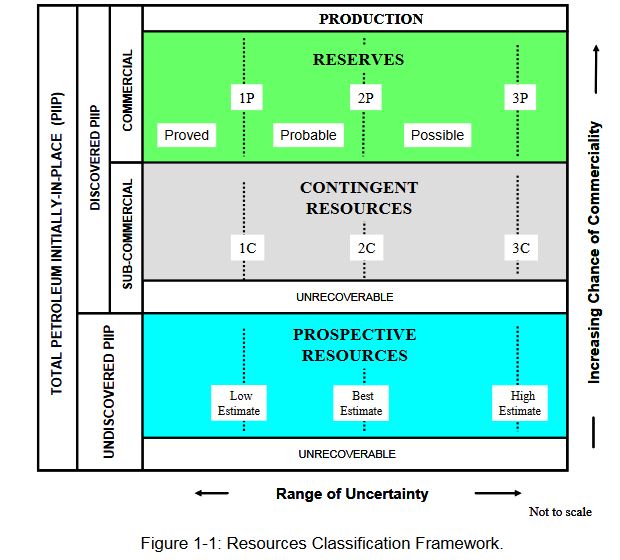 PRODUCTION
RESERVES
1P
2P
3P
Proved
Probable
Possible
CONTINGENT
RESOURCES
1C
2C
3C
UNRECOVERABLE
PROSPECTIVE
RESOURCES
Low
Estimate
Best
Estimate
High
Estimate
UNRECOVERABLE
TOTAL PETROLEUM INITIALLY-IN-PLACE (PIIP)
DISCOVERED PIIP
UNDISCOVERED PIIP
COMMERCIAL
SUB-COMMERCIAL
Increasing Chance of Commerciality
Range of Uncertainty
Not to scale
Figure 1-1: Resources Classification Framework.